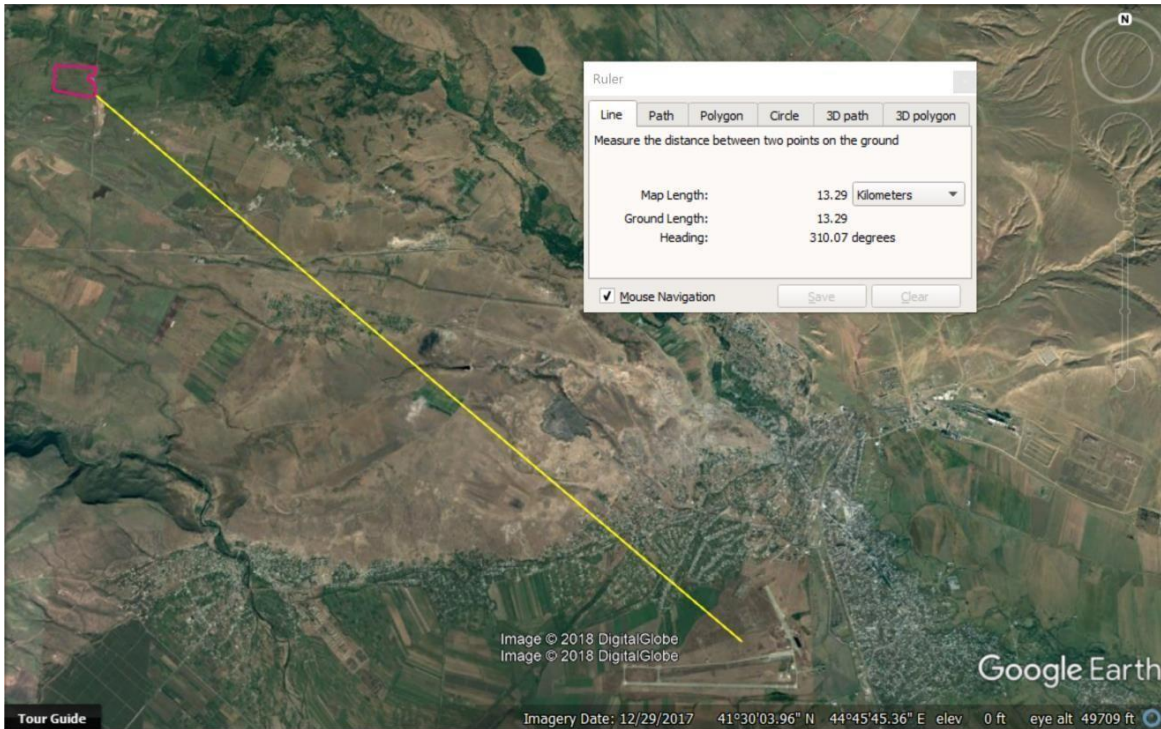 N
Ruler
Line Path Polygon Circle 3D path 3D polygon
Measure the distance between two points on the ground
Map Length: 13.29 Kilometers
Ground Length: 13.29
Heading: 310.07 degrees
Mouse Navigation Save Clear
Image © 2018 DigitalGlobe
Image © 2018 DigitalGlobe
Google Earth
Tour Guide
Imagery Date: 12/29/2017 41°30'03.96" N 44°45'45.36" E elev 0 ft eye alt 49709 ft